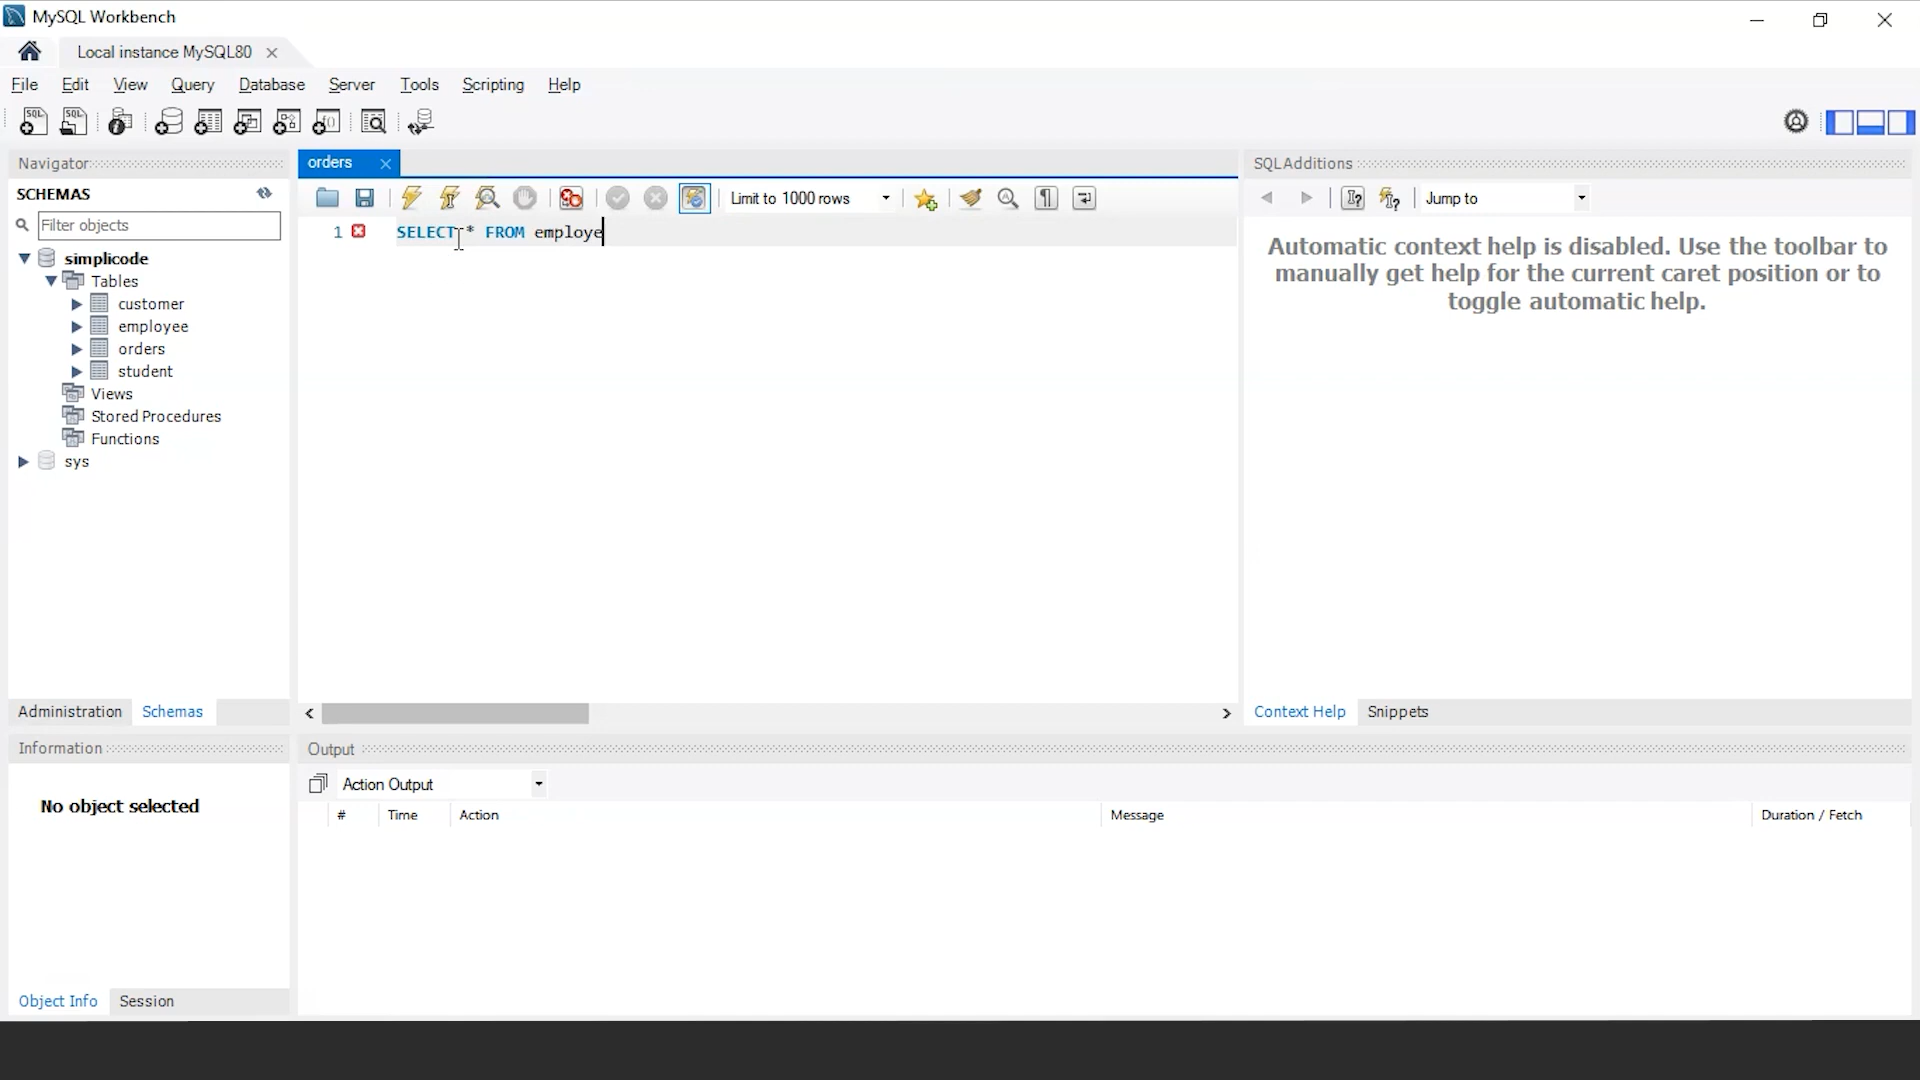 MySQL Workbench
Local instance MySQL80
File Edit View Query Database Server Tools Scripting Help
Navigator
SCHEMAS
Filter objects
simplicode
Tables
customer
employee
orders
student
Views
Stored Procedures
Functions
sys
Administration Schemas
Information
No object selected
Object Info Session
orders
Limit to 1000 rows
1 SELECT * FROM employe
SQLAdditions
Jump to
Automatic context help is disabled. Use the toolbar to
manually get help for the current caret position or to
toggle automatic help.
Context Help Snippets
Output
Action Output
# Time Action Message Duration / Fetch